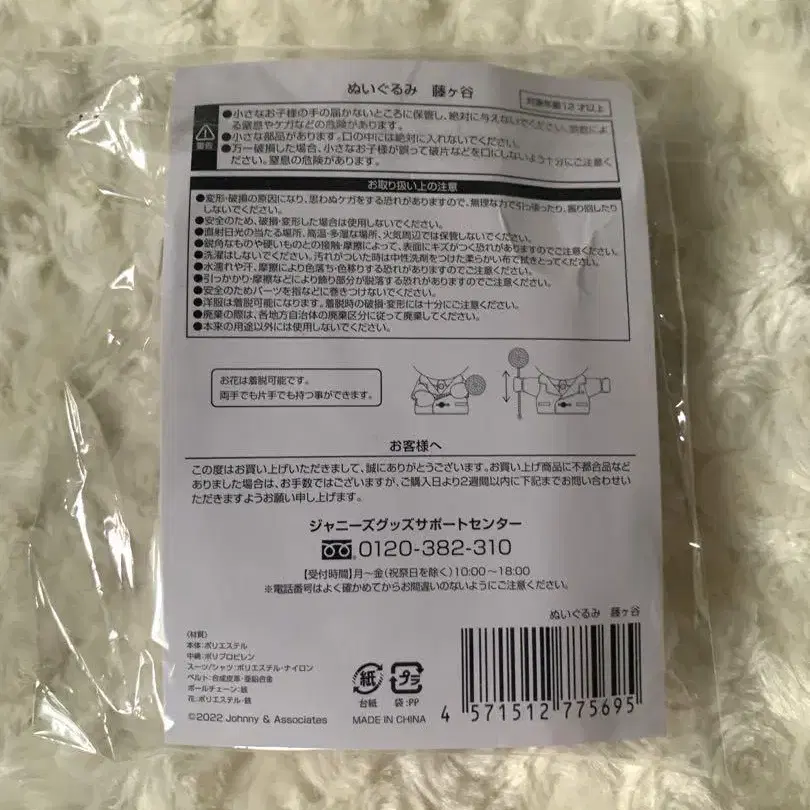 ぬいぐるみ 藤ヶ谷
対象年齢12才以上
警告
●小さなお子様の手の届かないところに保管し、絶対に与えないでください。誤飲によ
る窒息やケガなどの危険があります。
●小さな部品があります。口の中には絶対に入れないでください。
●万一破損した場合、小さなお子様が誤って破片などを口にしないよう十分にご注意く
ださい。窒息の危険があります。
お取り扱い上の注意
●変形・破損の原因になり、思わぬケガをする恐れがありますので、無理な力で引っ張ったり、振り回したり
しないでください。
●安全のため、破損・変形した場合は使用しないでください。
●直射日光の当たる場所、高温・多湿な場所、火気周辺では保管しないでください。
●鋭角なものや硬いものとの接触・摩擦によって、表面にキズがつく恐れがありますのでご注意ください。
●洗濯はしないでください。汚れがついた時は中性洗剤をつけた柔らかい布で拭きとってください。
●水濡れや汗、摩擦により色落ち・色移りする恐れがありますのでご注意ください。
●引っかかり・摩擦などにより飾り部分が脱落する恐れがありますのでご注意ください。
●安全のためパーツを指などに巻きつけないでください。
●洋服は着脱可能になります。着脱時の破損・変形には十分にご注意ください。
●廃棄の際は、各地方自治体の廃棄区分に従って廃棄してください。
●本来の用途以外には使用しないでください。
お花は着脱可能です。
両手でも片手でも持つ事ができます。
お客様へ
この度はお買い上げいただきまして、誠にありがとうございます。お買い上げ商品に不都合品など
ありました場合は、お手数ではございますが、ご購入日より2週間以内に下記までお問い合わせい
ただきますようお願い申し上げます。
ジャニーズグッズサポートセンター
0120-382-310
【受付時間】月~金(祝祭日を除く)10:00~18:00
※電話番号はよく確かめてからお間違いのないようにご注意ください。
ぬいぐるみ 藤ヶ谷
〈材質〉
本体:ポリエステル
中綿:ポリプロピレン
スーツ/シャツ:ポリエステル・ナイロン
ベルト:合成皮革・亜鉛合金
ボールチェーン:鉄
花:ポリエステル・鉄
©2022 Johnny & Associates
紙
台紙
プラ
袋:PP
MADE IN CHINA
4 571512 775695